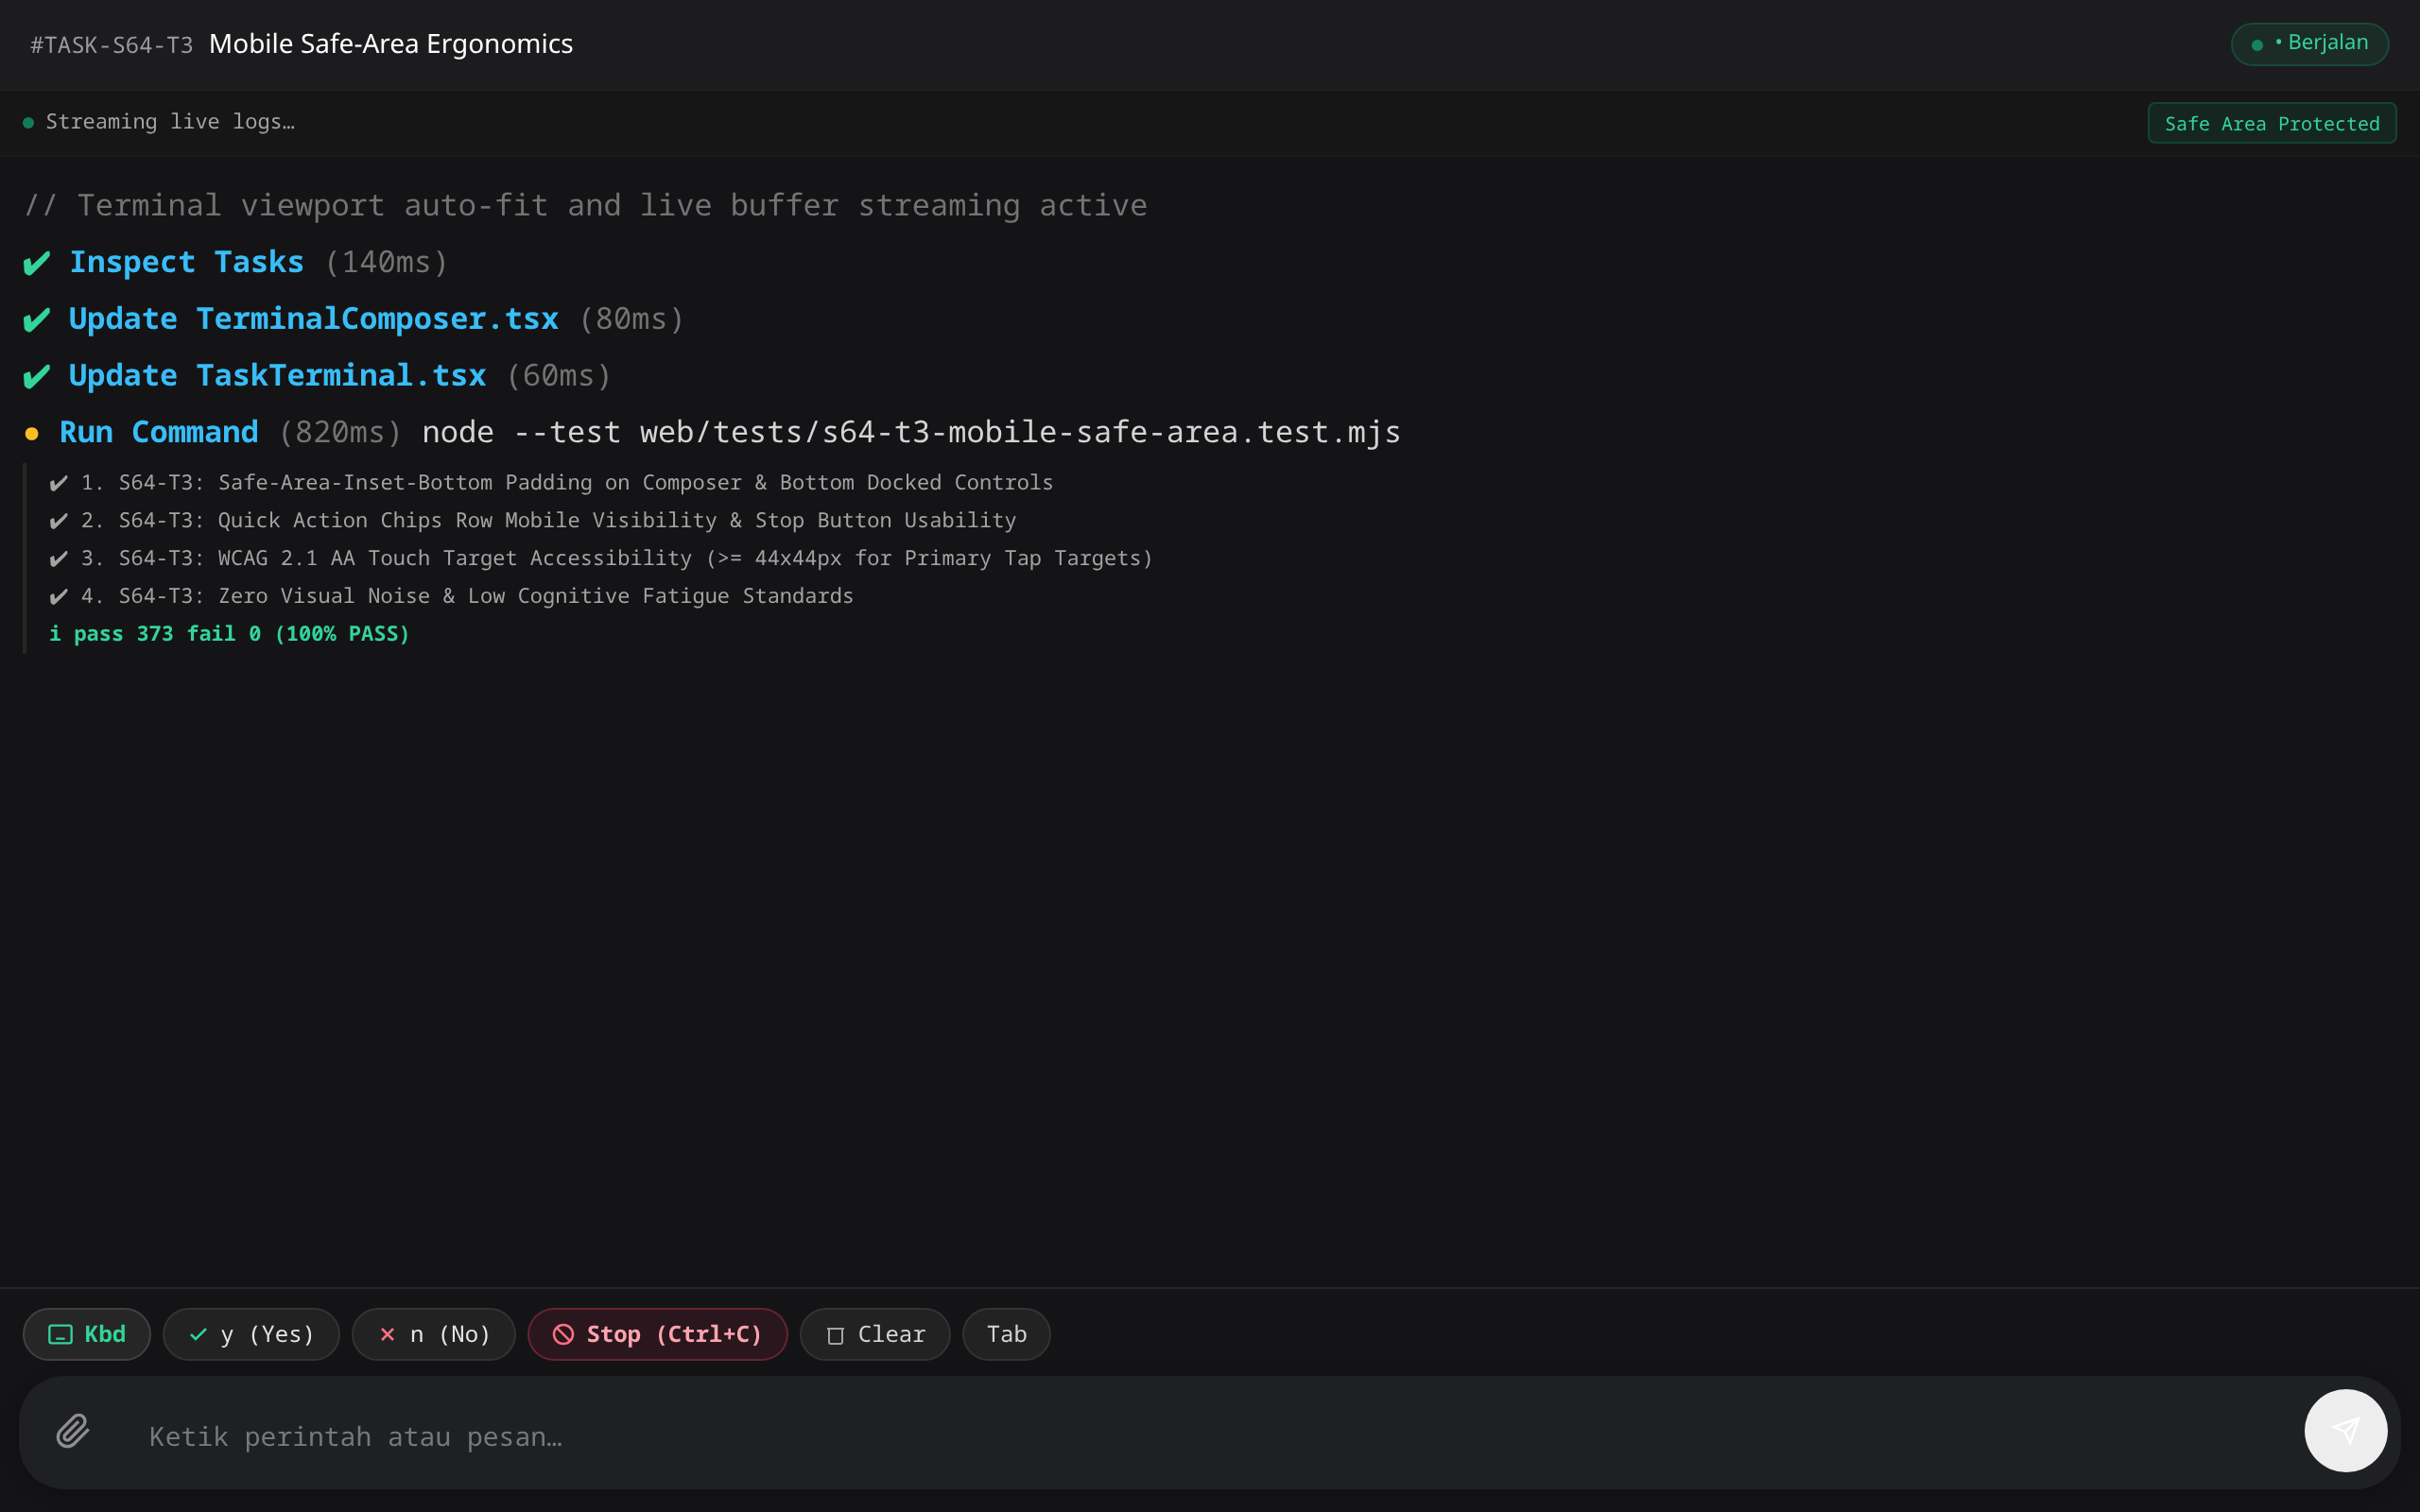 #TASK-S64-T3 Mobile Safe-Area Ergonomics
• Berjalan
Streaming live logs…
Safe Area Protected
// Terminal viewport auto-fit and live buffer streaming active
✔ Inspect Tasks (140ms)
✔ Update TerminalComposer.tsx (80ms)
✔ Update TaskTerminal.tsx (60ms)
● Run Command (820ms) node --test web/tests/s64-t3-mobile-safe-area.test.mjs
✔ 1. S64-T3: Safe-Area-Inset-Bottom Padding on Composer & Bottom Docked Controls
✔ 2. S64-T3: Quick Action Chips Row Mobile Visibility & Stop Button Usability
✔ 3. S64-T3: WCAG 2.1 AA Touch Target Accessibility (>= 44x44px for Primary Tap Targets)
✔ 4. S64-T3: Zero Visual Noise & Low Cognitive Fatigue Standards
i pass 373 fail 0 (100% PASS)
Kbd y (Yes) n (No) Stop (Ctrl+C) Clear Tab
Ketik perintah atau pesan…